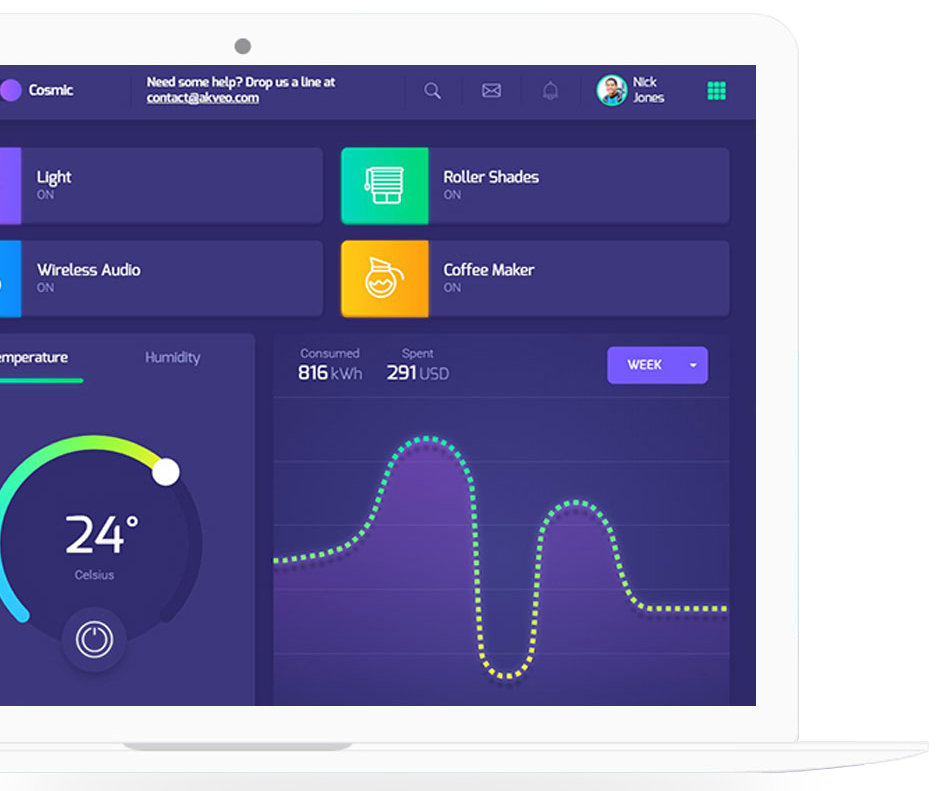 Cosmic
Need some help? Drop us a line at
contact@akveo.com
Nick
Jones
Light
ON
Roller Shades
ON
Wireless Audio
ON
Coffee Maker
ON
emperature
Humidity
Consumed
Spent
816 kWh
291 USD
WEEK
24°
Celsius